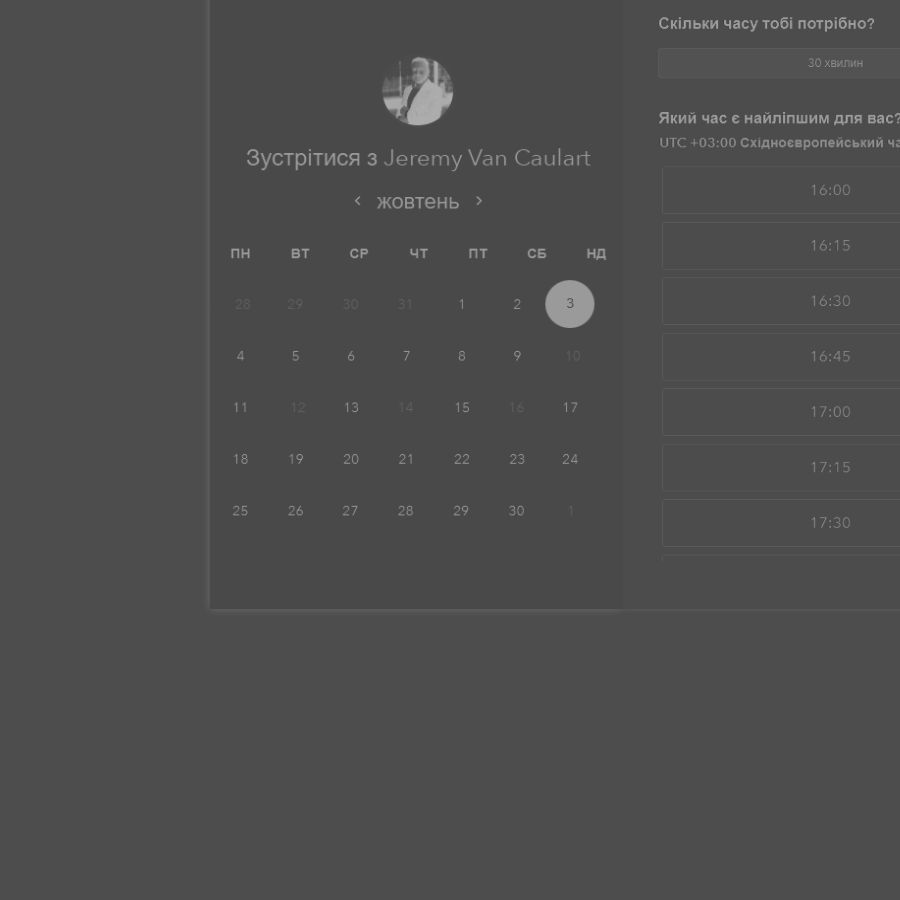 Зустрітися з Jeremy Van Caulart
жовтень
ПН ВТ СР ЧТ ПТ СБ НД
28 29 30 31 1 2 3
4 5 6 7 8 9 10
11 12 13 14 15 16 17
18 19 20 21 22 23 24
25 26 27 28 29 30 1
Скільки часу тобі потрібно?
30 хвилин
Який час є найліпшим для вас?
UTC +03:00 Східноєвропейський ча
16:00
16:15
16:30
16:45
17:00
17:15
17:30